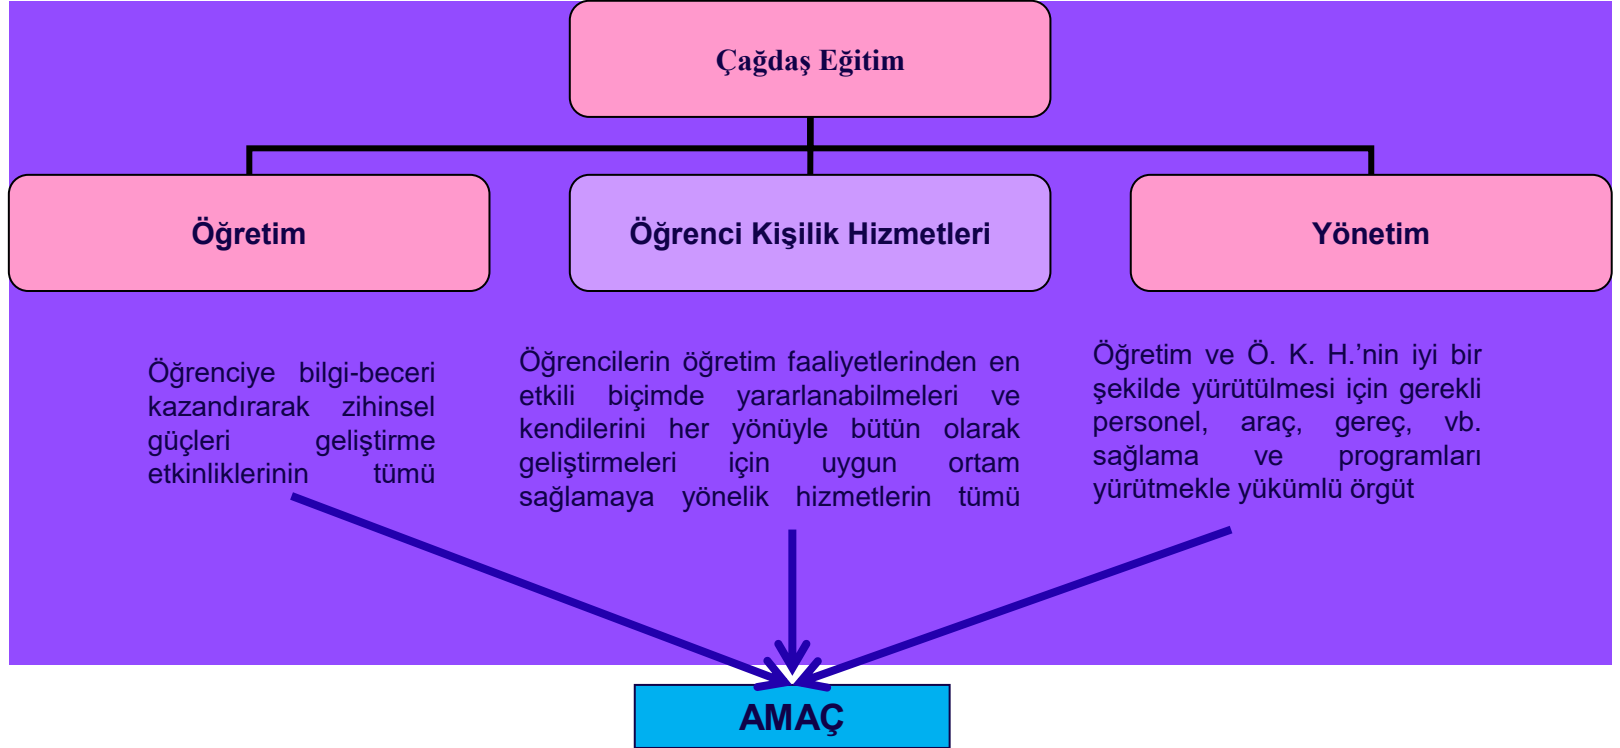 Çağdaş Eğitim
Öğretim
Öğrenci Kişilik Hizmetleri
Yönetim
Öğrenciye bilgi-beceri
kazandırarak zihinsel
güçleri geliştirme
etkinliklerinin tümü
Öğrencilerin öğretim faaliyetlerinden en
etkili biçimde yararlanabilmeleri ve
kendilerini her yönüyle bütün olarak
geliştirmeleri için uygun ortam
sağlamaya yönelik hizmetlerin tümü
Öğretim ve Ö. K. H.’nin iyi bir
şekilde yürütülmesi için gerekli
personel, araç, gereç, vb.
sağlama ve programları
yürütmekle yükümlü örgüt
AMAÇ